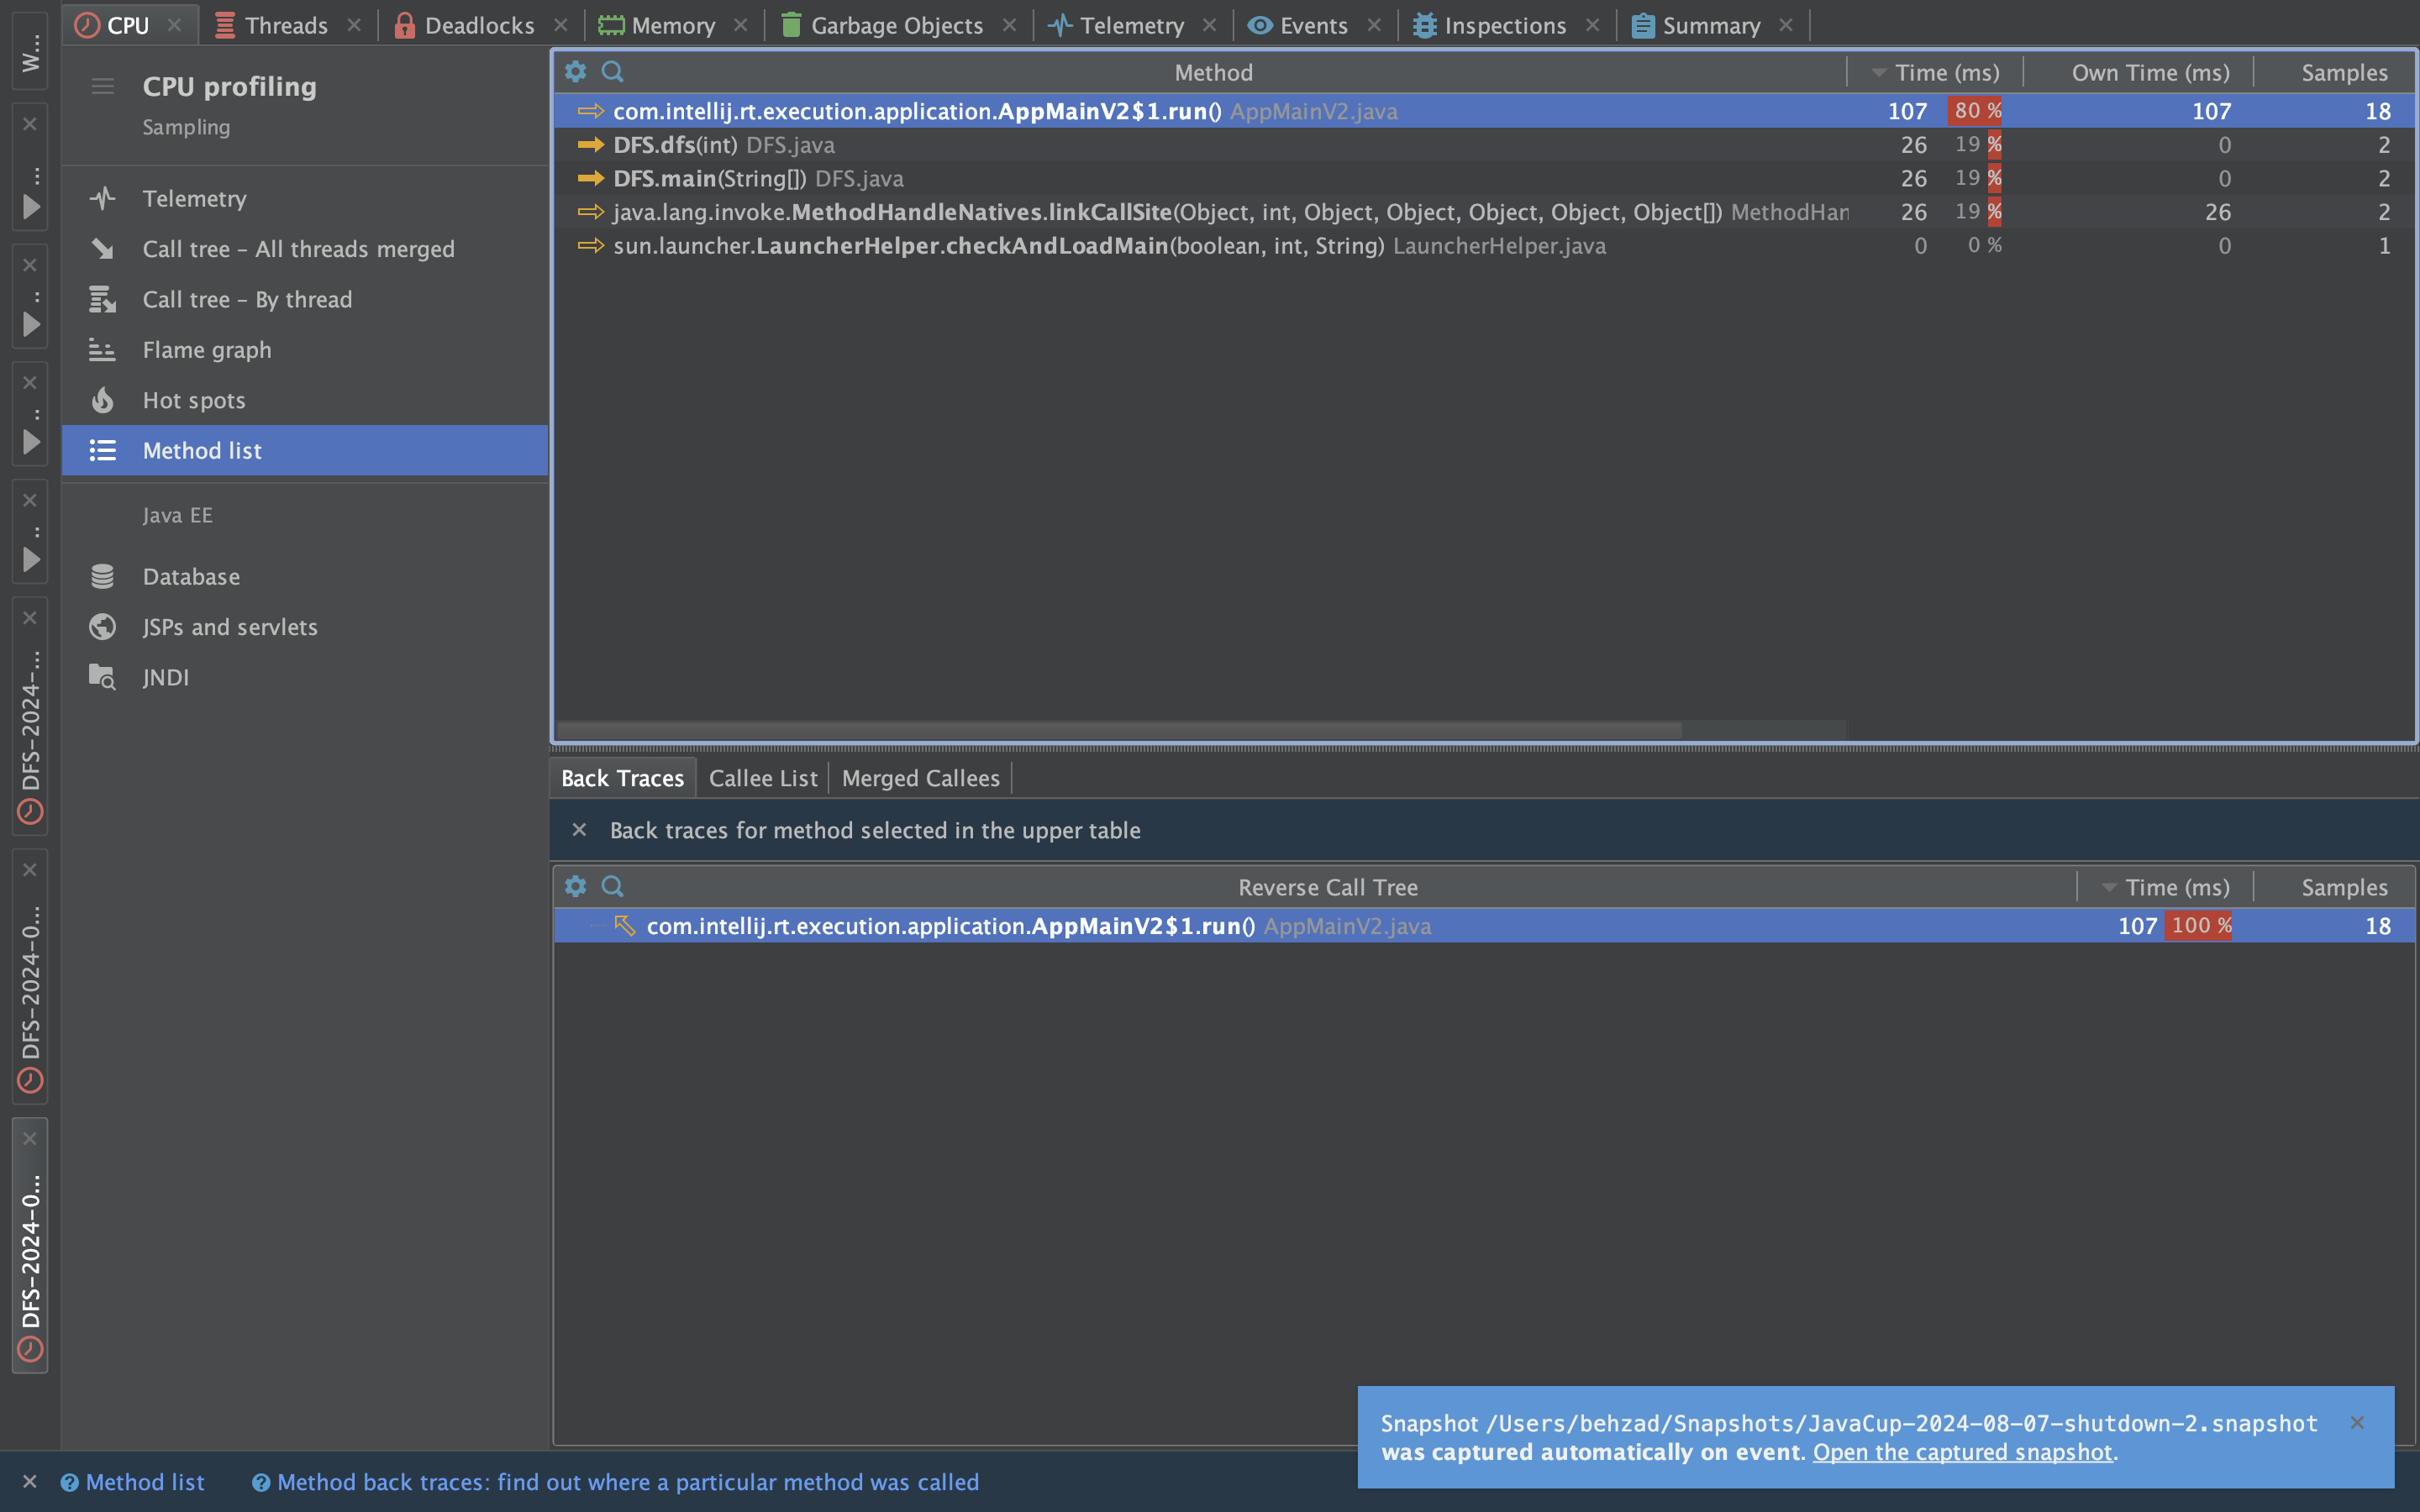 W...
CPU
Threads
Deadlocks
Memory
Garbage Objects
Telemetry
Events
Inspections
Summary
CPU profiling
Sampling
Telemetry
Call tree – All threads merged
Call tree – By thread
Flame graph
Hot spots
Method list
Java EE
Database
JSPs and servlets
JNDI
DFS-2024-...
DFS-2024-0...
DFS-2024-0...
Method Time (ms) Own Time (ms) Samples
com.intellij.rt.execution.application.AppMainV2$1.run() AppMainV2.java 107 80 % 107 18
DFS.dfs(int) DFS.java 26 19 % 0 2
DFS.main(String[]) DFS.java 26 19 % 0 2
java.lang.invoke.MethodHandleNatives.linkCallSite(Object, int, Object, Object, Object, Object, Object[]) MethodHan 26 19 % 26 2
sun.launcher.LauncherHelper.checkAndLoadMain(boolean, int, String) LauncherHelper.java 0 0 % 0 1
Back Traces
Callee List
Merged Callees
Back traces for method selected in the upper table
Reverse Call Tree Time (ms) Samples
com.intellij.rt.execution.application.AppMainV2$1.run() AppMainV2.java 107 100 % 18
Snapshot /Users/behzad/Snapshots/JavaCup-2024-08-07-shutdown-2.snapshot
was captured automatically on event. Open the captured snapshot.
Method list
Method back traces: find out where a particular method was called